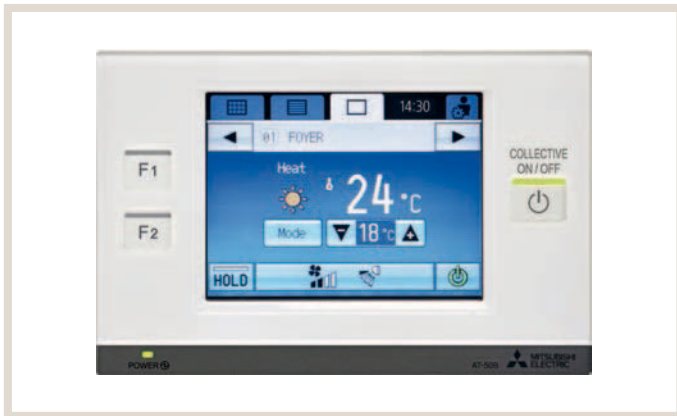 14:30
01 FOYER
F1
COLLECTIVE
ON/OFF
Heat
24°C
F2
Mode
18°C
HOLD
POWER
AT-50B
MITSUBISHI
ELECTRIC